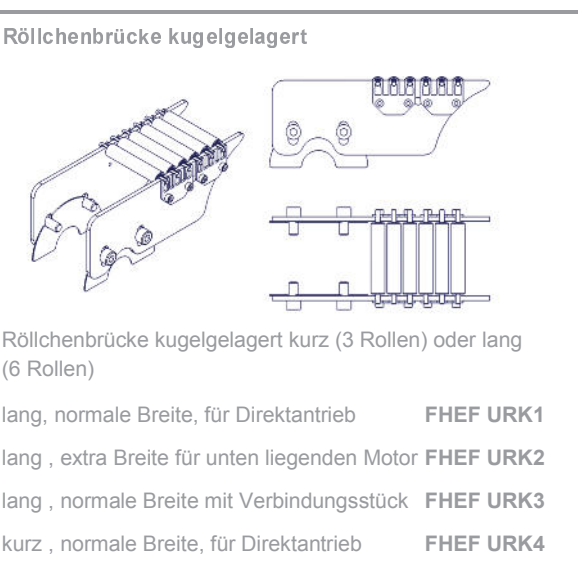 Röllchenbrücke kugelgelagert
Röllchenbrücke kugelgelagert kurz (3 Rollen) oder lang
(6 Rollen)
lang, normale Breite, für Direktantrieb FHEF URK1
lang , extra Breite für unten liegenden Motor FHEF URK2
lang , normale Breite mit Verbindungsstück FHEF URK3
kurz , normale Breite, für Direktantrieb FHEF URK4